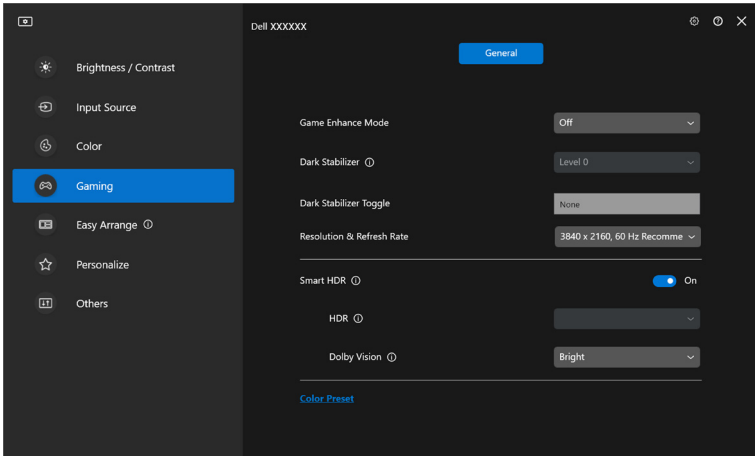 Dell XXXXXX
General
Brightness / Contrast
Input Source
Color
Gaming
Easy Arrange
Personalize
Others
Game Enhance Mode
Off
Dark Stabilizer
Level 0
Dark Stabilizer Toggle
None
Resolution & Refresh Rate
3840 x 2160, 60 Hz Recomme
Smart HDR
On
HDR
Dolby Vision
Bright
Color Preset